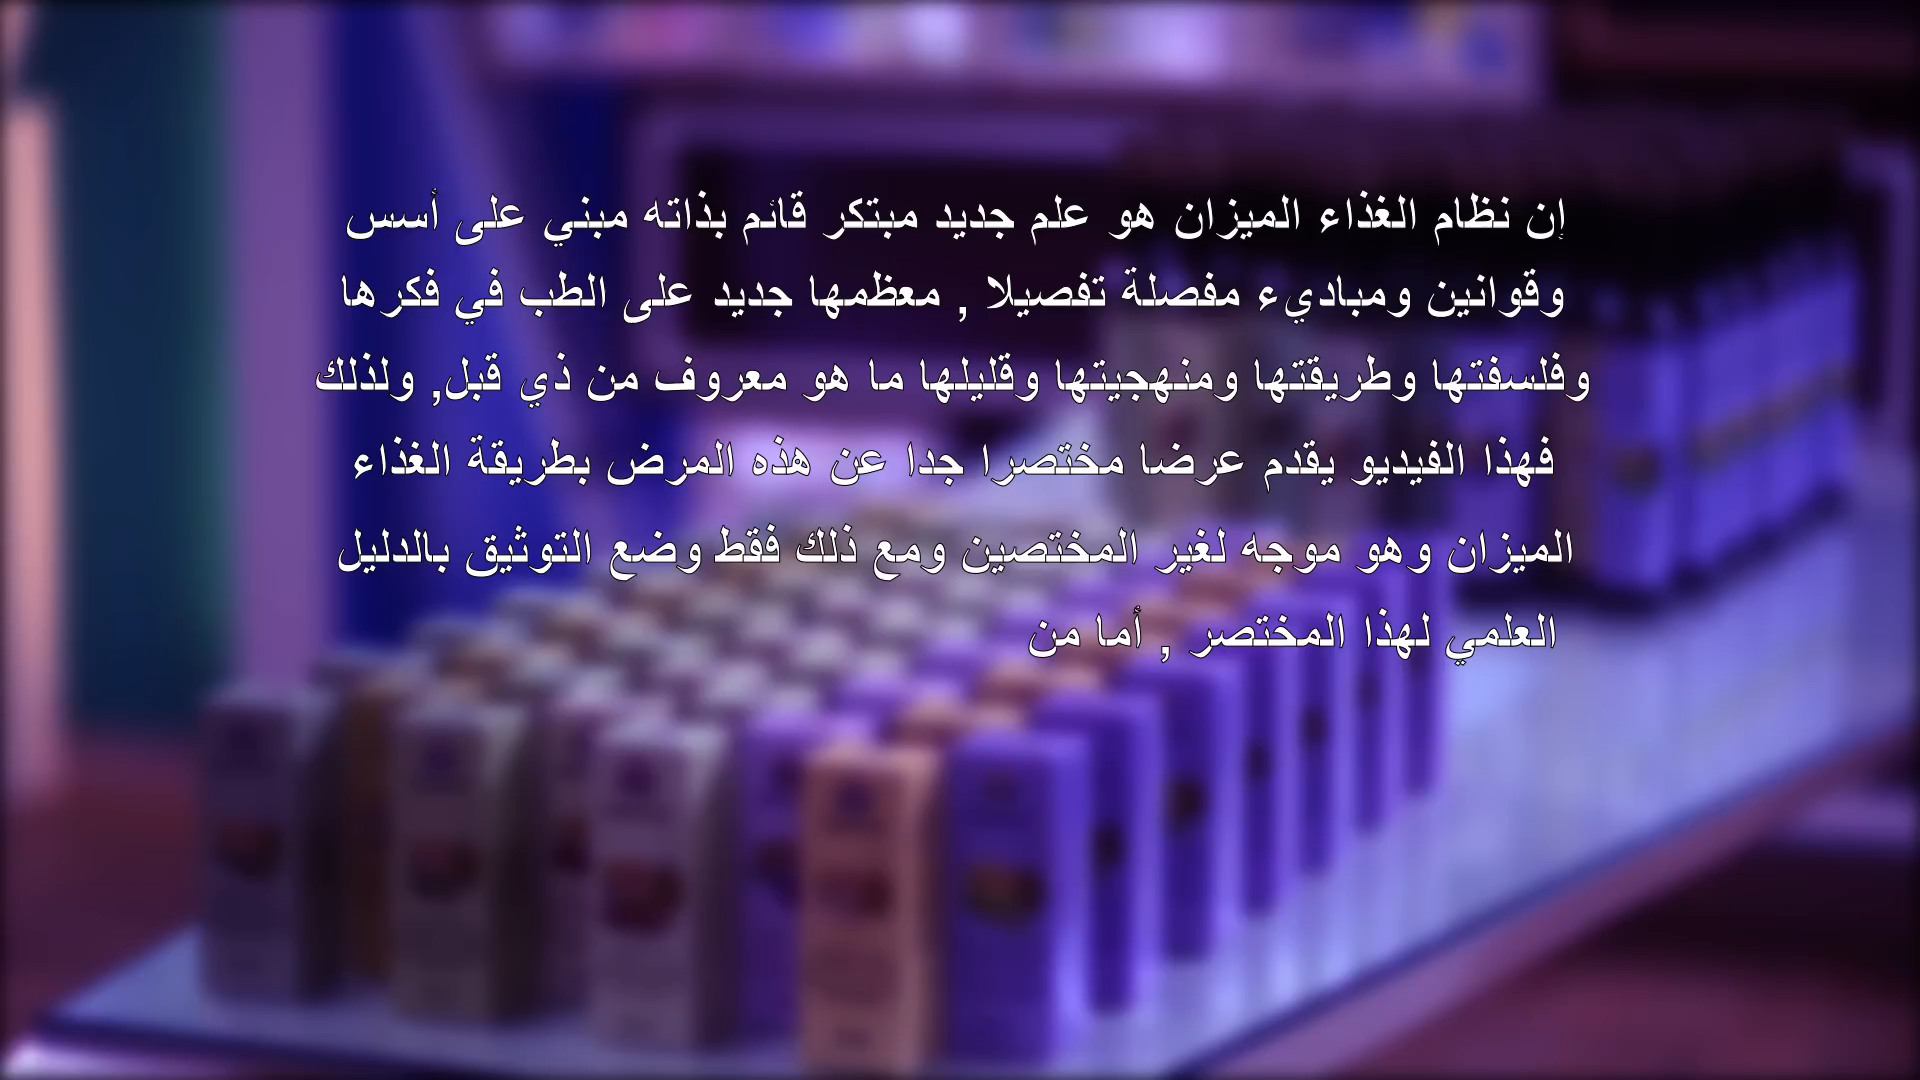 إن نظام الغذاء الميزان هو علم جديد مبتكر قائم بذاته مبني على أسس
وقوانين ومباديء مفصلة تفصيلا , معظمها جديد على الطب في فكرها
وفلسفتها وطريقتها ومنهجيتها وقليلها ما هو معروف من ذي قبل, ولذلك
فهذا الفيديو يقدم عرضا مختصرا جدا عن هذه المرض بطريقة الغذاء
الميزان وهو موجه لغير المختصين ومع ذلك فقط وضع التوثيق بالدليل
العلمي لهذا المختصر , أما من